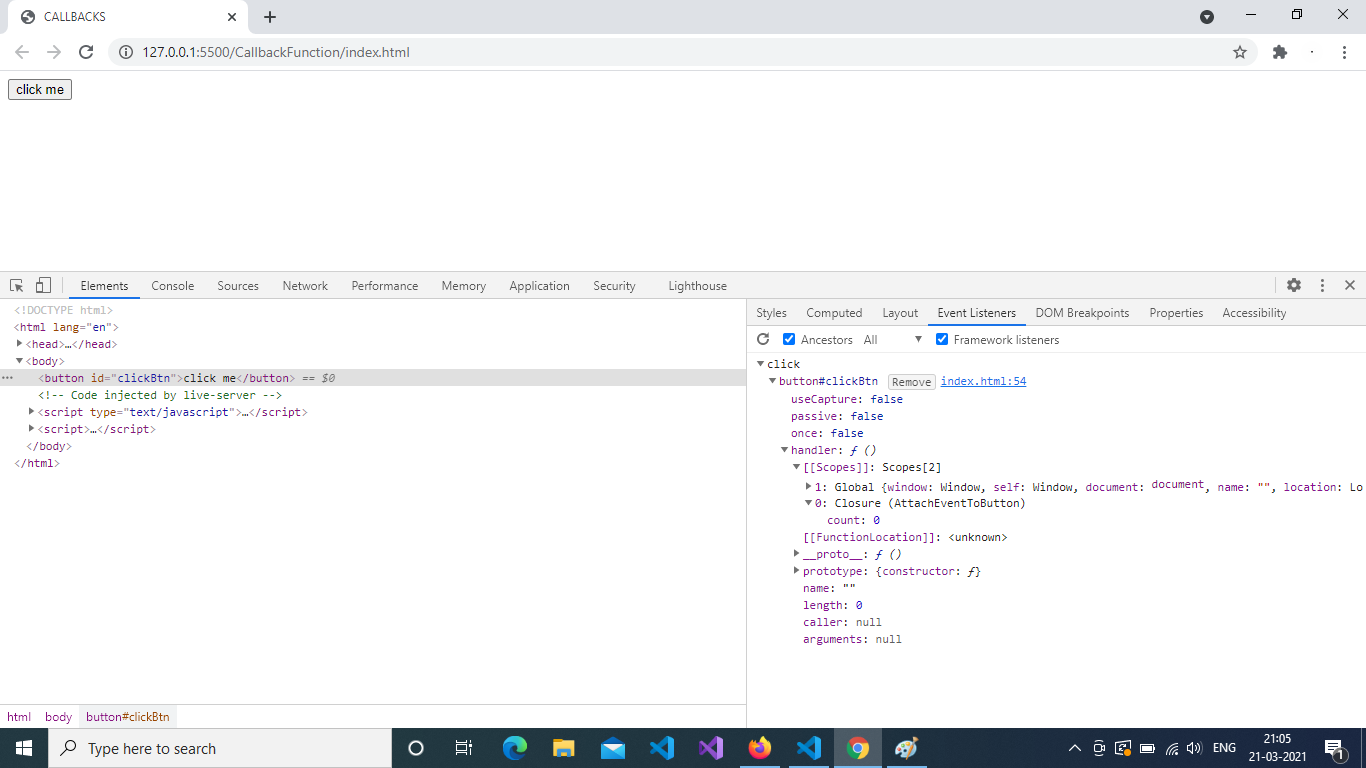 CALLBACKS
127.0.0.1:5500/CallbackFunction/index.html
click me
Elements Console Sources Network Performance Memory Application Security Lighthouse
<!DOCTYPE html>
<html lang="en">
<head>…</head>
<body>
<button id="clickBtn">click me</button> == $0
<!-- Code injected by live-server -->
<script type="text/javascript">…</script>
<script>…</script>
</body>
</html>
html body button#clickBtn
Styles Computed Layout Event Listeners DOM Breakpoints Properties Accessibility
Ancestors All Framework listeners
click
button#clickBtn Remove index.html:54
useCapture: false
passive: false
once: false
handler: ƒ ()
[[Scopes]]: Scopes[2]
1: Global {window: Window, self: Window, document: document, name: "", location: Lo
0: Closure (AttachEventToButton)
count: 0
[[FunctionLocation]]: <unknown>
__proto__: ƒ ()
prototype: {constructor: ƒ}
name: ""
length: 0
caller: null
arguments: null
Type here to search
ENG
21:05
21-03-2021
1